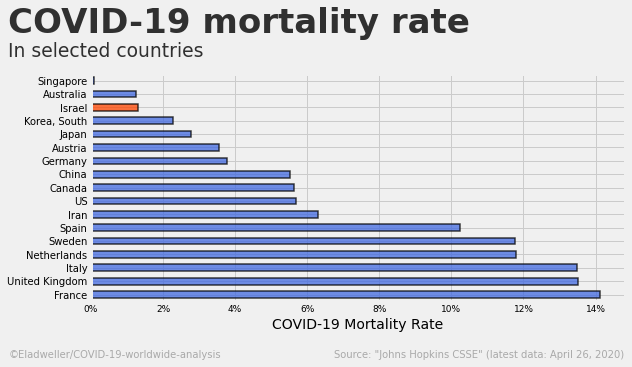 COVID-19 mortality rate
In selected countries
Singapore
Australia
Israel
Korea, South
Japan
Austria
Germany
China
Canada
US
Iran
Spain
Sweden
Netherlands
Italy
United Kingdom
France
0% 2% 4% 6% 8% 10% 12% 14%
COVID-19 Mortality Rate
©Eladweller/COVID-19-worldwide-analysis Source: "Johns Hopkins CSSE" (latest data: April 26, 2020)